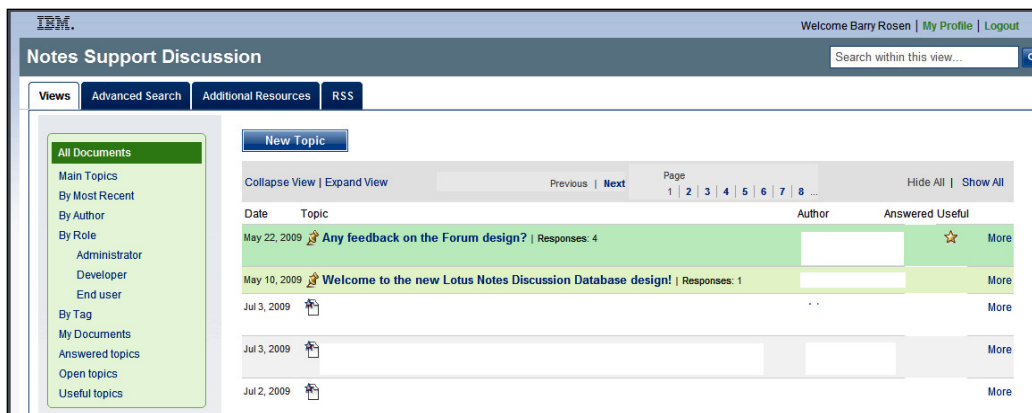 IBM.
Welcome Barry Rosen | My Profile | Logout
Notes Support Discussion
Search within this view...
Views Advanced Search Additional Resources RSS
New Topic
All Documents
Main Topics
By Most Recent
By Author
By Role
Administrator
Developer
End user
By Tag
My Documents
Answered topics
Open topics
Useful topics
Collapse View | Expand View
Previous | Next
Page
1 | 2 | 3 | 4 | 5 | 6 | 7 | 8 ...
Hide All | Show All
Date Topic Author Answered Useful
May 22, 2009 Any feedback on the Forum design? | Responses: 4 More
May 10, 2009 Welcome to the new Lotus Notes Discussion Database design! | Responses: 1 More
Jul 3, 2009 More
Jul 3, 2009 More
Jul 2, 2009 More